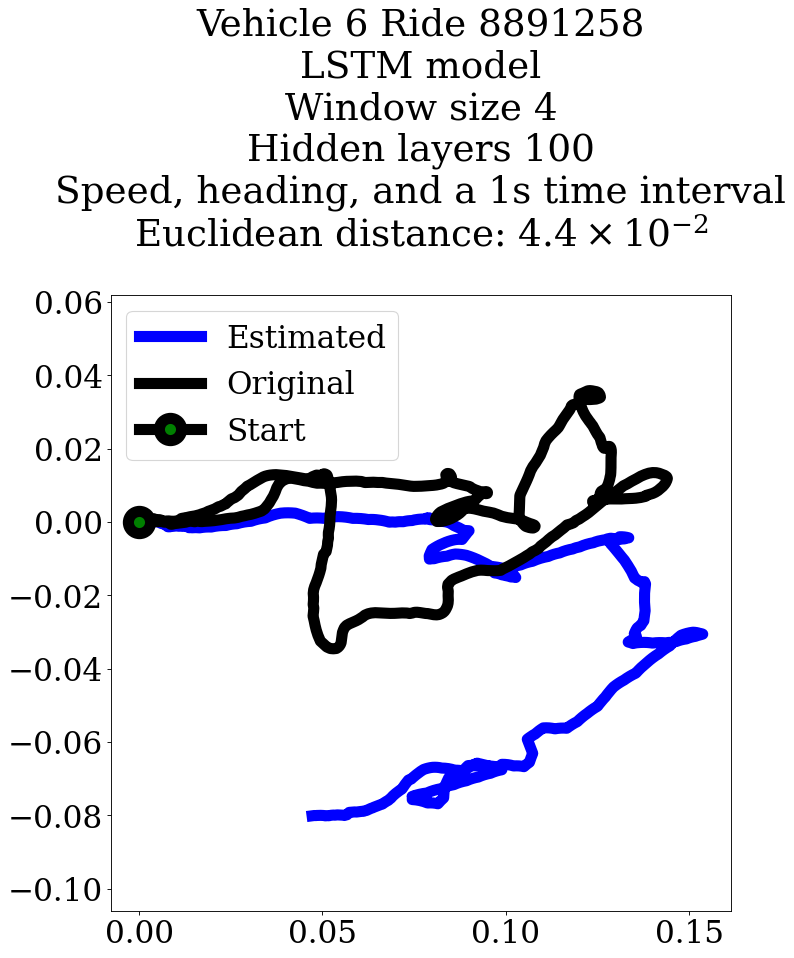 Vehicle 6 Ride 8891258
LSTM model
Window size 4
Hidden layers 100
Speed, heading, and a 1s time interval
Euclidean distance: 4.4 × 10⁻²
Estimated
Original
Start
0.06
0.04
0.02
0.00
−0.02
−0.04
−0.06
−0.08
−0.10
0.00 0.05 0.10 0.15